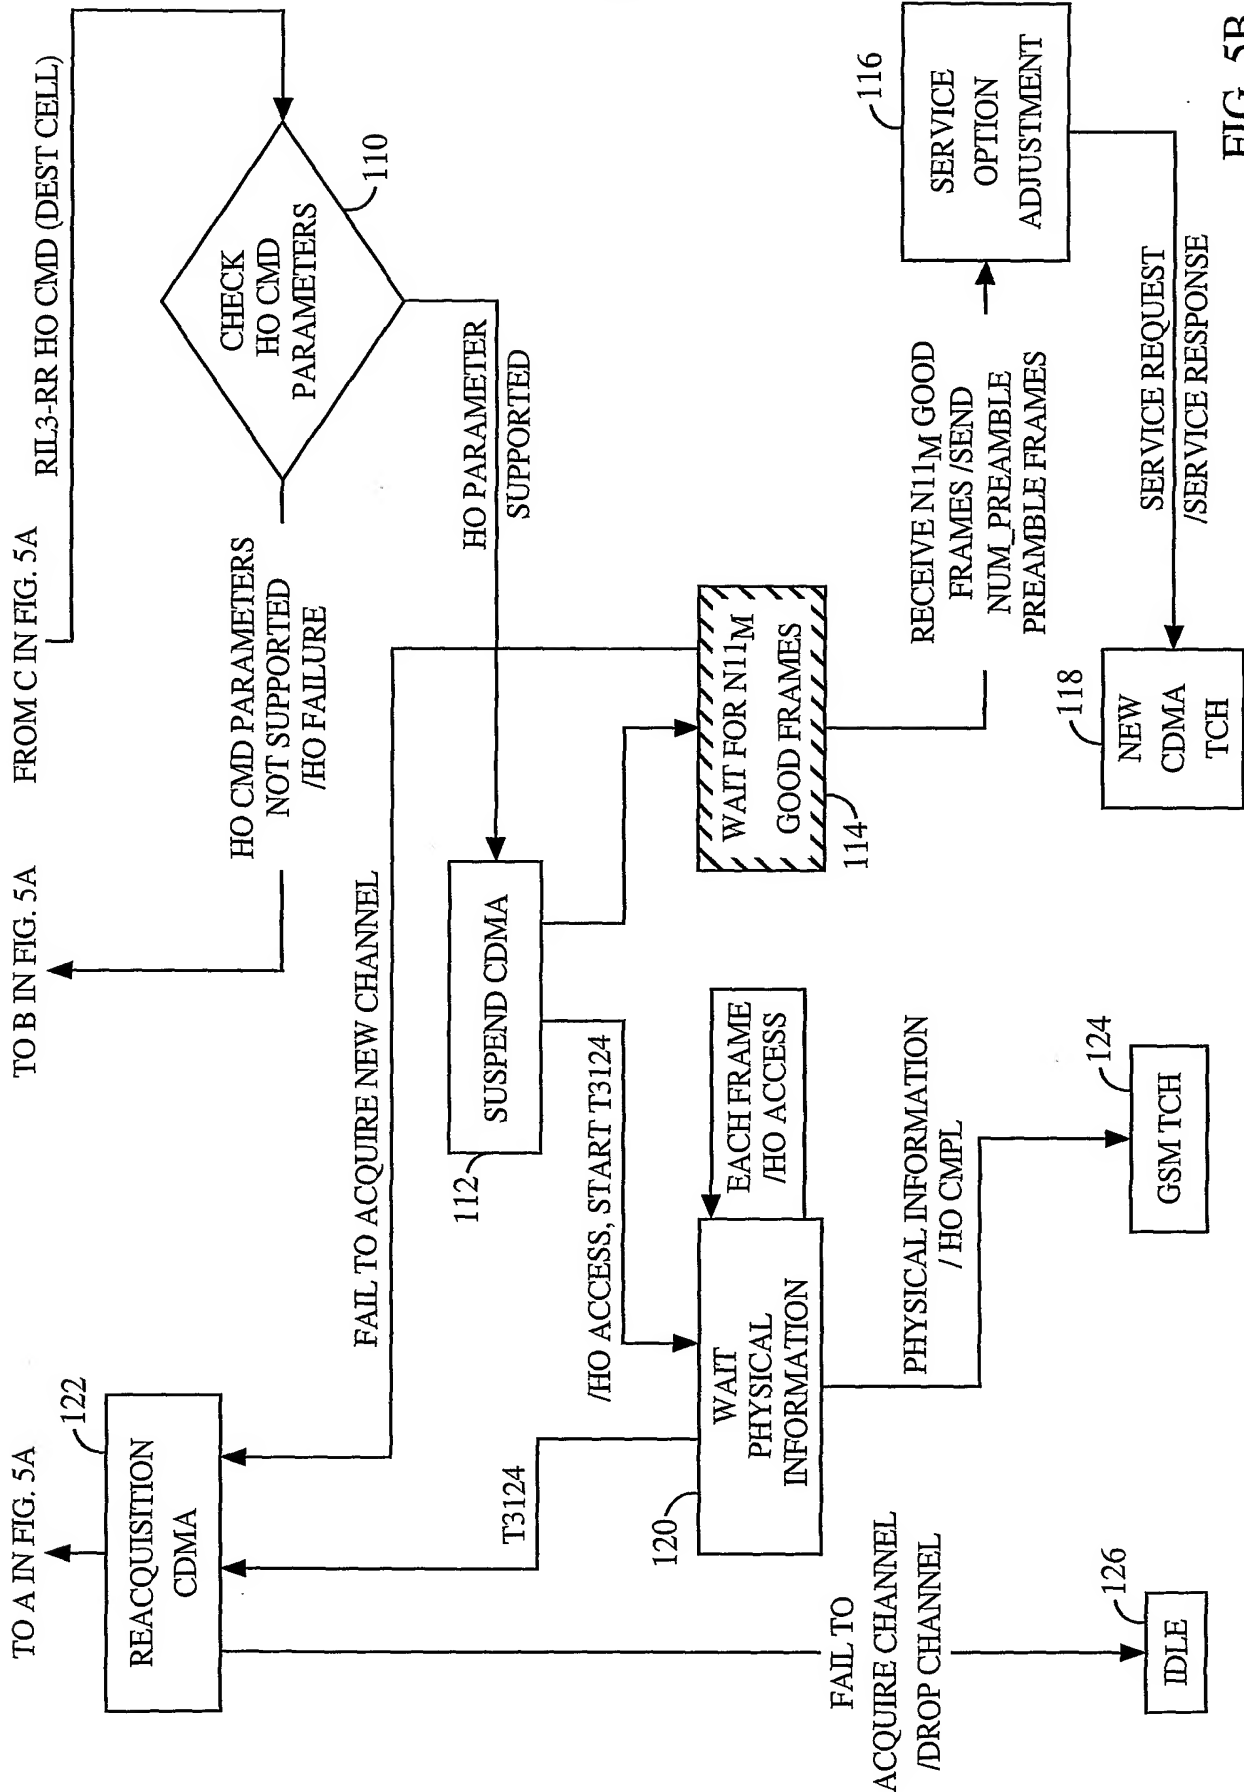 TO A IN FIG. 5A
TO B IN FIG. 5A
FROM C IN FIG. 5A
RIL3-RR HO CMD (DEST CELL)
122
REACQUISITION
CDMA
HO CMD PARAMETERS
NOT SUPPORTED
/HO FAILURE
CHECK
HO CMD
PARAMETERS
110
FAIL TO ACQUIRE NEW CHANNEL
HO PARAMETER
SUPPORTED
SUSPEND CDMA
112
T3124
/HO ACCESS, START T3124
WAIT
PHYSICAL
INFORMATION
120
EACH FRAME
/HO ACCESS
WAIT FOR N11M
GOOD FRAMES
114
RECEIVE N11M GOOD
FRAMES /SEND
NUM_PREAMBLE
PREAMBLE FRAMES
116
SERVICE
OPTION
ADJUSTMENT
FAIL TO
ACQUIRE CHANNEL
/DROP CHANNEL
PHYSICAL INFORMATION
/ HO CMPL
SERVICE REQUEST
/SERVICE RESPONSE
126
IDLE
124
GSM TCH
118
NEW
CDMA
TCH
FIG. 5B